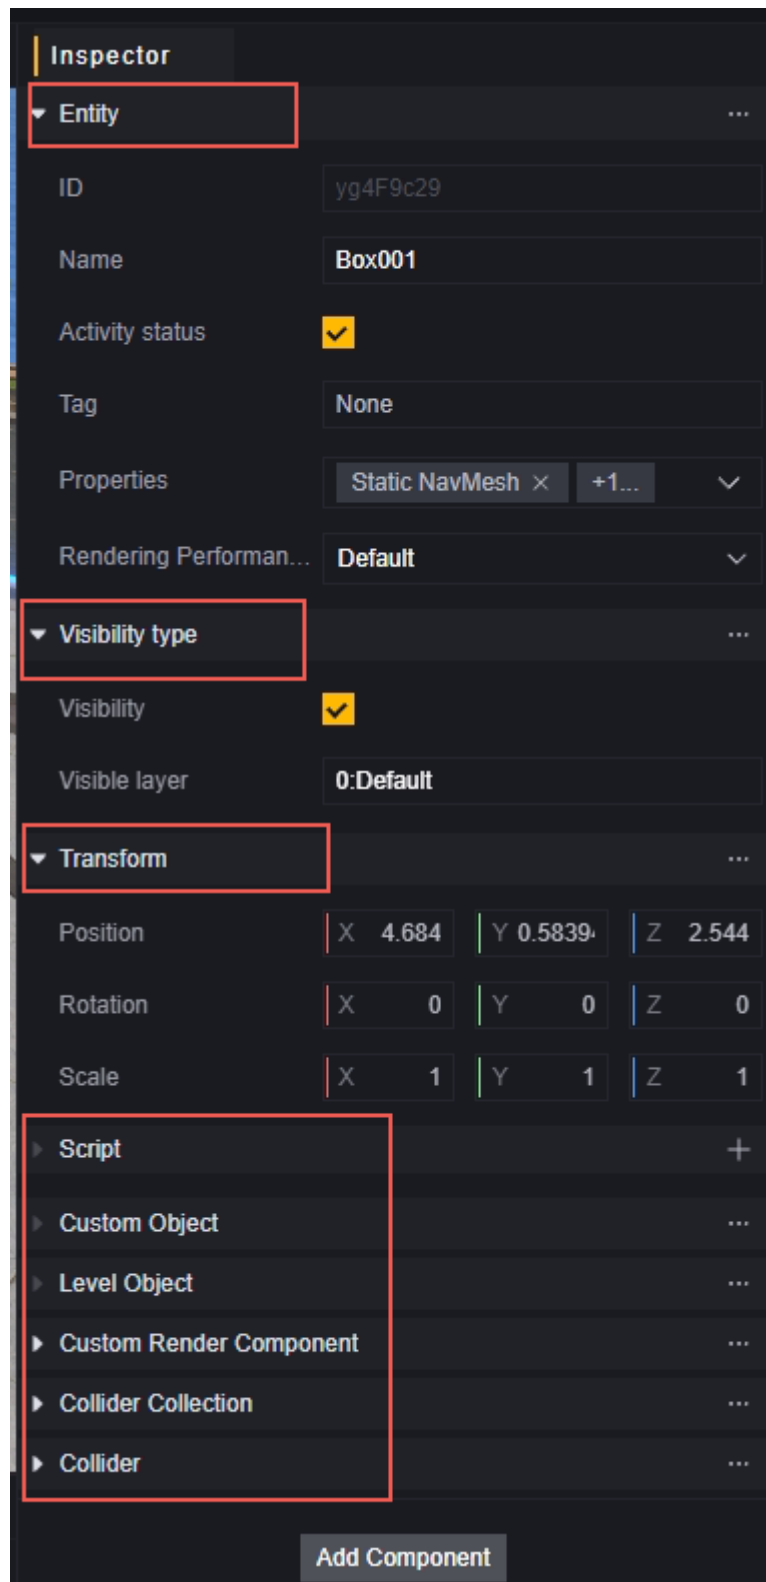 Inspector
Entity ...
ID yg4F9c29
Name Box001
Activity status
Tag None
Properties Static NavMesh × +1...
Rendering Performan... Default
Visibility type ...
Visibility
Visible layer 0:Default
Transform ...
Position X 4.684 Y 0.5839 Z 2.544
Rotation X 0 Y 0 Z 0
Scale X 1 Y 1 Z 1
Script +
Custom Object ...
Level Object ...
Custom Render Component ...
Collider Collection ...
Collider ...
Add Component